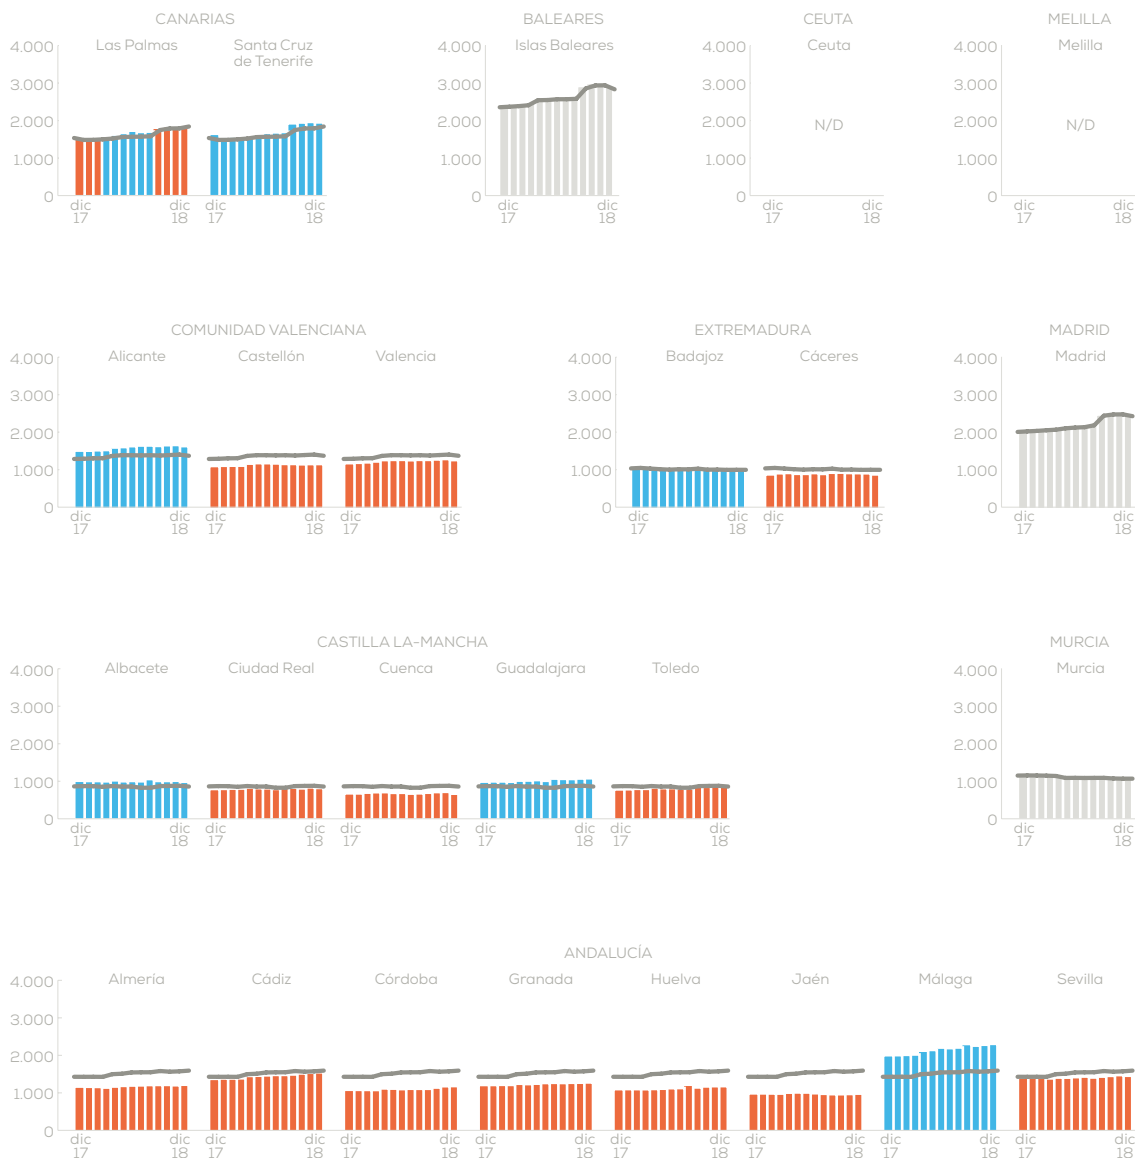 CANARIAS
BALEARES
CEUTA
MELILLA
Las Palmas
Santa Cruz
de Tenerife
Islas Baleares
Ceuta
Melilla
4.000
3.000
2.000
1.000
0
4.000
3.000
2.000
1.000
0
4.000
3.000
2.000
1.000
0
4.000
3.000
2.000
1.000
0
N/D
N/D
dic
17
dic
18
dic
17
dic
18
dic
17
dic
18
dic
17
dic
18
dic
17
dic
18
COMUNIDAD VALENCIANA
EXTREMADURA
MADRID
Alicante
Castellón
Valencia
Badajoz
Cáceres
Madrid
4.000
3.000
2.000
1.000
0
4.000
3.000
2.000
1.000
0
4.000
3.000
2.000
1.000
0
dic
17
dic
18
dic
17
dic
18
dic
17
dic
18
dic
17
dic
18
dic
17
dic
18
dic
17
dic
18
CASTILLA LA-MANCHA
MURCIA
Albacete
Ciudad Real
Cuenca
Guadalajara
Toledo
Murcia
4.000
3.000
2.000
1.000
0
4.000
3.000
2.000
1.000
0
dic
17
dic
18
dic
17
dic
18
dic
17
dic
18
dic
17
dic
18
dic
17
dic
18
dic
17
dic
18
ANDALUCÍA
Almería
Cádiz
Córdoba
Granada
Huelva
Jaén
Málaga
Sevilla
4.000
3.000
2.000
1.000
0
dic
17
dic
18
dic
17
dic
18
dic
17
dic
18
dic
17
dic
18
dic
17
dic
18
dic
17
dic
18
dic
17
dic
18
dic
17
dic
18